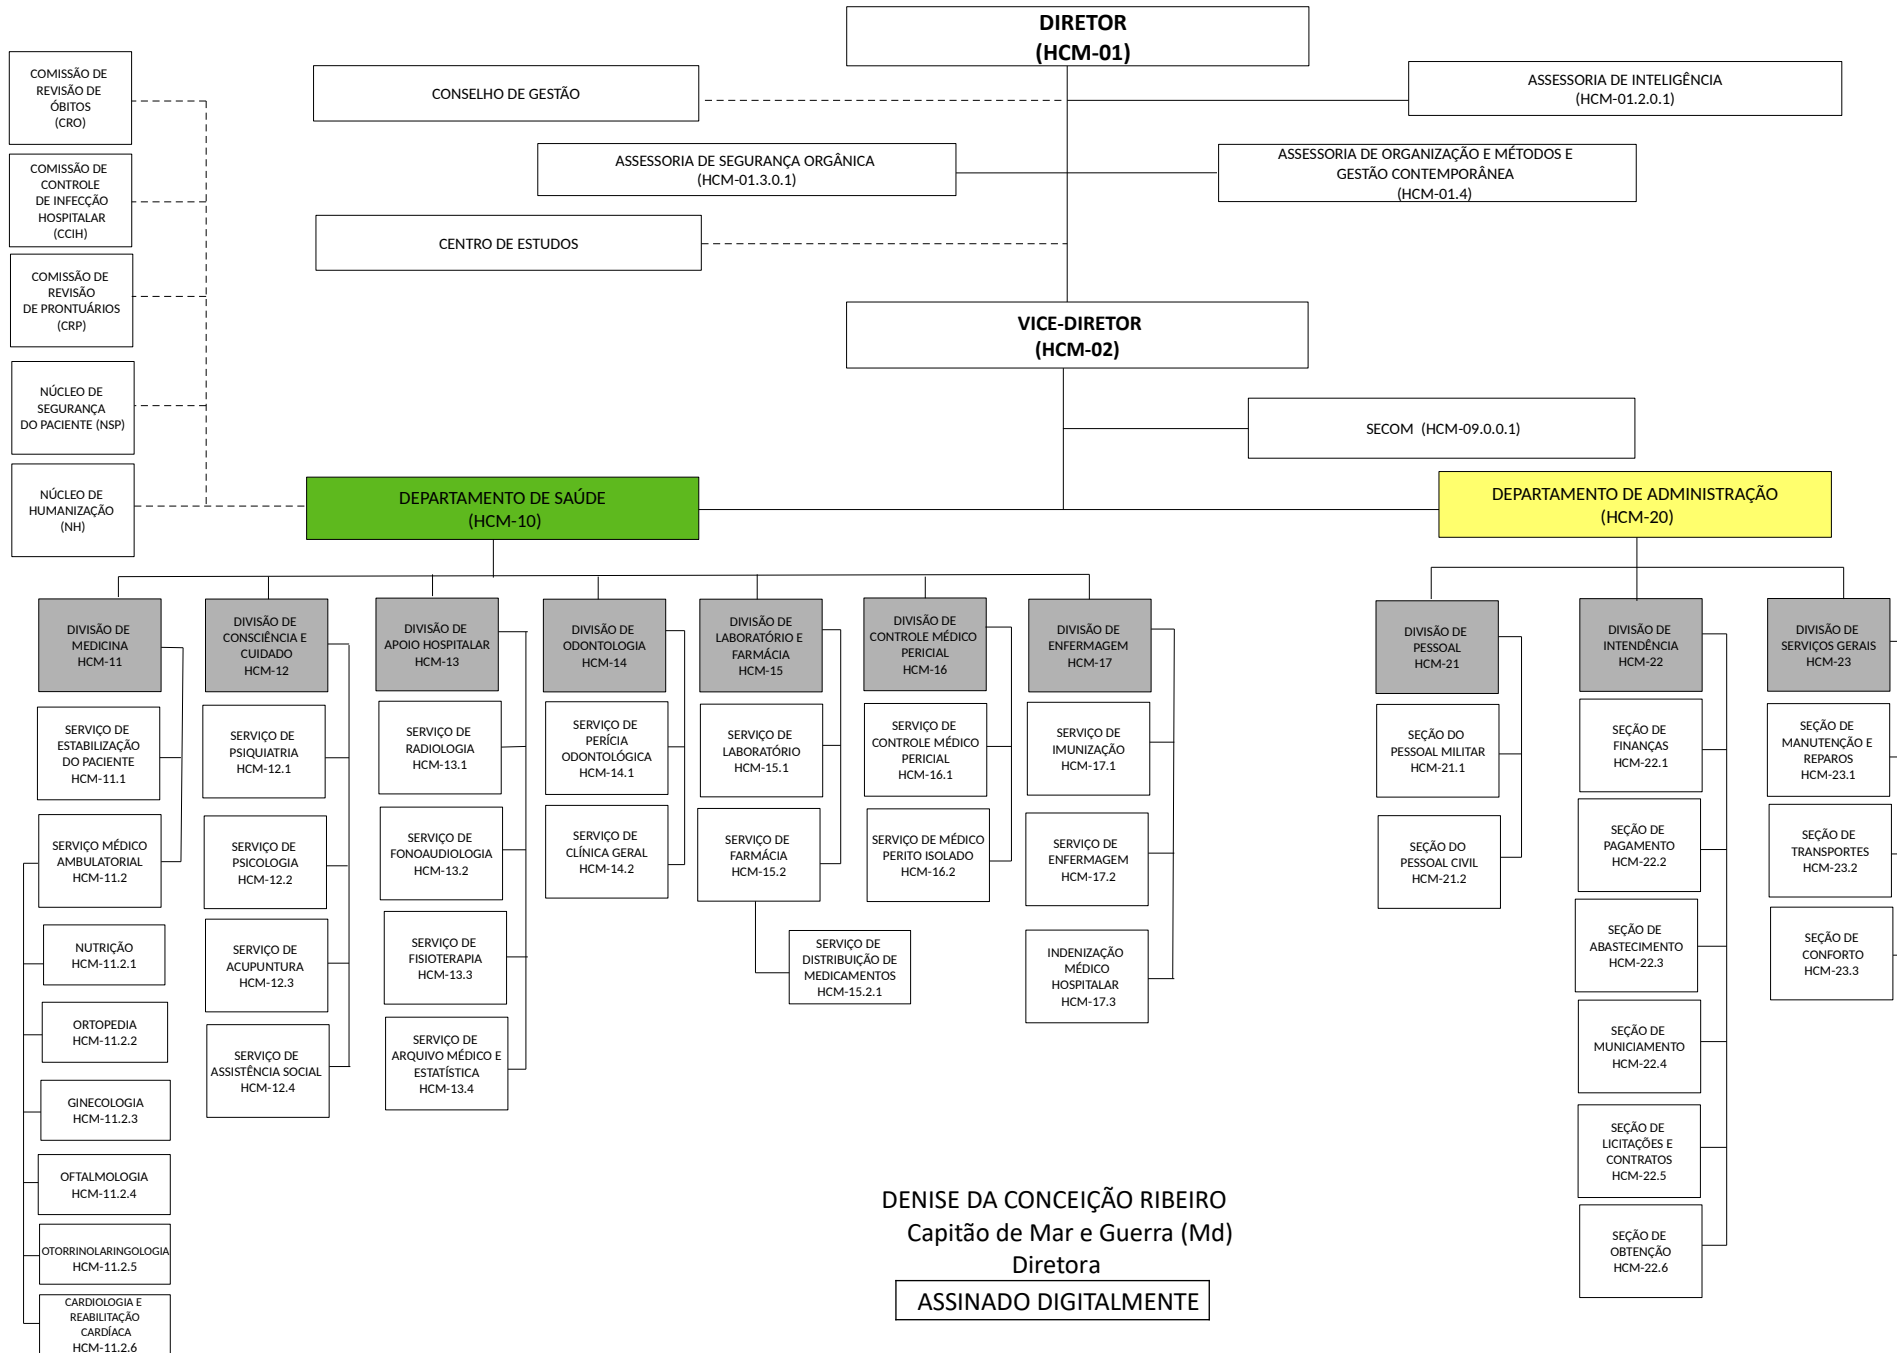 DIRETOR
(HCM-01)
COMISSÃO DE
REVISÃO DE
ÓBITOS
(CRO)
CONSELHO DE GESTÃO
ASSESSORIA DE INTELIGÊNCIA
(HCM-01.2.0.1)
COMISSÃO DE
CONTROLE
DE INFECÇÃO
HOSPITALAR
(CCIH)
ASSESSORIA DE SEGURANÇA ORGÂNICA
(HCM-01.3.0.1)
ASSESSORIA DE ORGANIZAÇÃO E MÉTODOS E
GESTÃO CONTEMPORÂNEA
(HCM-01.4)
CENTRO DE ESTUDOS
COMISSÃO DE
REVISÃO
DE PRONTUÁRIOS
(CRP)
VICE-DIRETOR
(HCM-02)
NÚCLEO DE
SEGURANÇA
DO PACIENTE (NSP)
SECOM (HCM-09.0.0.1)
NÚCLEO DE
HUMANIZAÇÃO
(NH)
DEPARTAMENTO DE SAÚDE
(HCM-10)
DEPARTAMENTO DE ADMINISTRAÇÃO
(HCM-20)
DIVISÃO DE
MEDICINA
HCM-11
SERVIÇO DE
ESTABILIZAÇÃO
DO PACIENTE
HCM-11.1
SERVIÇO MÉDICO
AMBULATORIAL
HCM-11.2
NUTRIÇÃO
HCM-11.2.1
ORTOPEDIA
HCM-11.2.2
GINECOLOGIA
HCM-11.2.3
OFTALMOLOGIA
HCM-11.2.4
OTORRINOLARINGOLOGIA
HCM-11.2.5
CARDIOLOGIA E
REABILITAÇÃO
CARDÍACA
HCM-11.2.6
DIVISÃO DE
CONSCIÊNCIA E
CUIDADO
HCM-12
SERVIÇO DE
PSIQUIATRIA
HCM-12.1
SERVIÇO DE
PSICOLOGIA
HCM-12.2
SERVIÇO DE
ACUPUNTURA
HCM-12.3
SERVIÇO DE
ASSISTÊNCIA SOCIAL
HCM-12.4
DIVISÃO DE
APOIO HOSPITALAR
HCM-13
SERVIÇO DE
RADIOLOGIA
HCM-13.1
SERVIÇO DE
FONOAUDIOLOGIA
HCM-13.2
SERVIÇO DE
FISIOTERAPIA
HCM-13.3
SERVIÇO DE
ARQUIVO MÉDICO E
ESTATÍSTICA
HCM-13.4
DIVISÃO DE
ODONTOLOGIA
HCM-14
SERVIÇO DE
PERÍCIA
ODONTOLÓGICA
HCM-14.1
SERVIÇO DE
CLÍNICA GERAL
HCM-14.2
DIVISÃO DE
LABORATÓRIO E
FARMÁCIA
HCM-15
SERVIÇO DE
LABORATÓRIO
HCM-15.1
SERVIÇO DE
FARMÁCIA
HCM-15.2
SERVIÇO DE
DISTRIBUIÇÃO DE
MEDICAMENTOS
HCM-15.2.1
DIVISÃO DE
CONTROLE MÉDICO
PERICIAL
HCM-16
SERVIÇO DE
CONTROLE MÉDICO
PERICIAL
HCM-16.1
SERVIÇO DE MÉDICO
PERITO ISOLADO
HCM-16.2
DIVISÃO DE
ENFERMAGEM
HCM-17
SERVIÇO DE
IMUNIZAÇÃO
HCM-17.1
SERVIÇO DE
ENFERMAGEM
HCM-17.2
INDENIZAÇÃO
MÉDICO
HOSPITALAR
HCM-17.3
DIVISÃO DE
PESSOAL
HCM-21
SEÇÃO DO
PESSOAL MILITAR
HCM-21.1
SEÇÃO DO
PESSOAL CIVIL
HCM-21.2
DIVISÃO DE
INTENDÊNCIA
HCM-22
SEÇÃO DE
FINANÇAS
HCM-22.1
SEÇÃO DE
PAGAMENTO
HCM-22.2
SEÇÃO DE
ABASTECIMENTO
HCM-22.3
SEÇÃO DE
MUNICIAMENTO
HCM-22.4
SEÇÃO DE
LICITAÇÕES E
CONTRATOS
HCM-22.5
SEÇÃO DE
OBTENÇÃO
HCM-22.6
DIVISÃO DE
SERVIÇOS GERAIS
HCM-23
SEÇÃO DE
MANUTENÇÃO E
REPAROS
HCM-23.1
SEÇÃO DE
TRANSPORTES
HCM-23.2
SEÇÃO DE
CONFORTO
HCM-23.3
DENISE DA CONCEIÇÃO RIBEIRO
Capitão de Mar e Guerra (Md)
Diretora
ASSINADO DIGITALMENTE